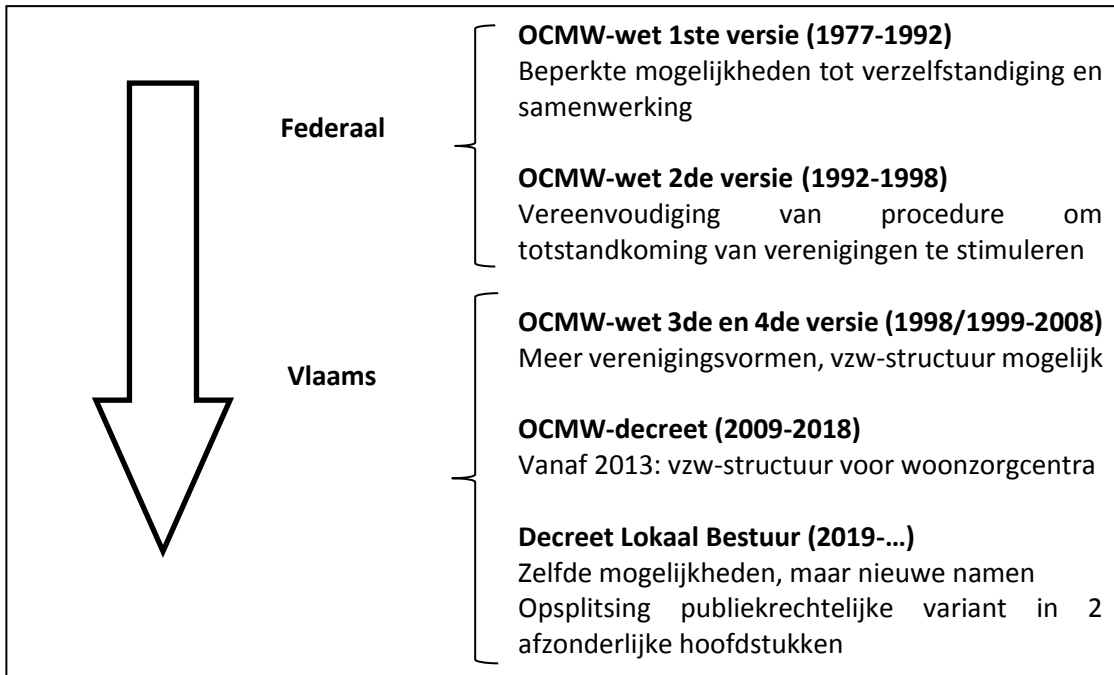 OCMW-wet 1ste versie (1977-1992)
Beperkte mogelijkheden tot verzelfstandiging en
samenwerking
Federaal
OCMW-wet 2de versie (1992-1998)
Vereenvoudiging van procedure om
totstandkoming van verenigingen te stimuleren
OCMW-wet 3de en 4de versie (1998/1999-2008)
Meer verenigingsvormen, vzw-structuur mogelijk
Vlaams
OCMW-decreet (2009-2018)
Vanaf 2013: vzw-structuur voor woonzorgcentra
Decreet Lokaal Bestuur (2019-...)
Zelfde mogelijkheden, maar nieuwe namen
Opsplitsing publiekrechtelijke variant in 2
afzonderlijke hoofdstukken